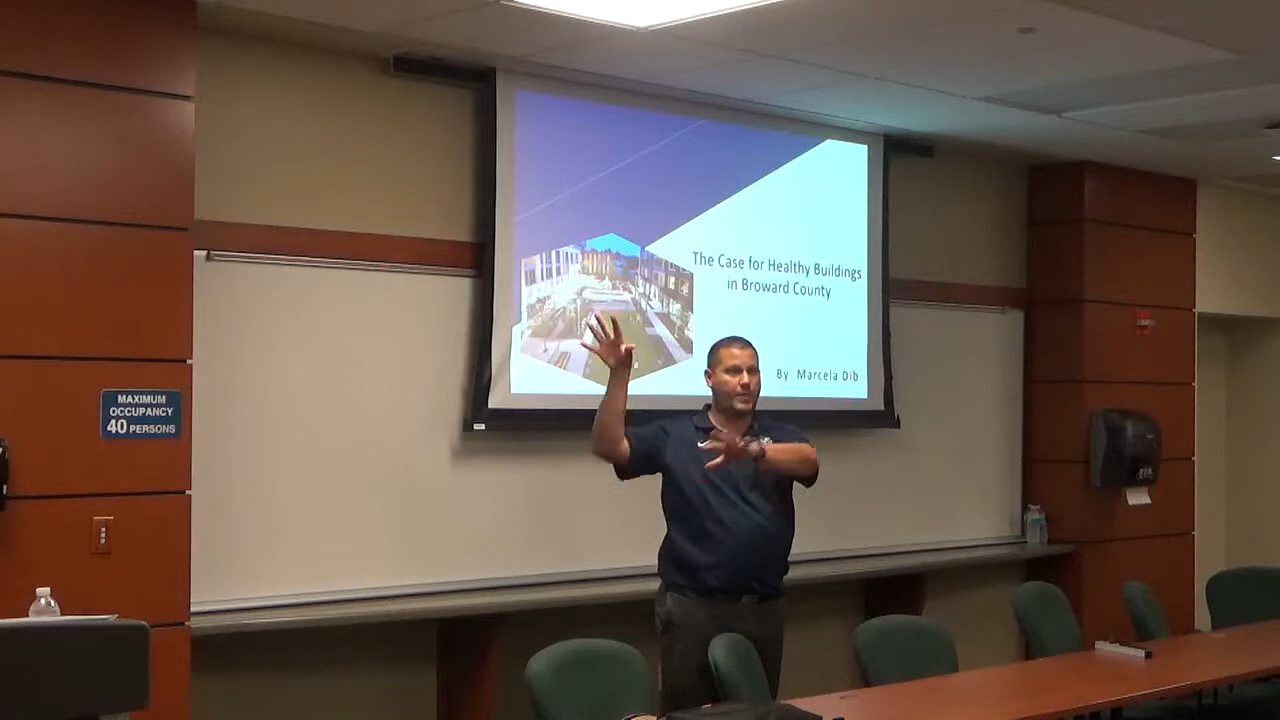 The Case for Healthy Buildings
in Broward County
By: Marcela Dib
MAXIMUM
OCCUPANCY
40 PERSONS